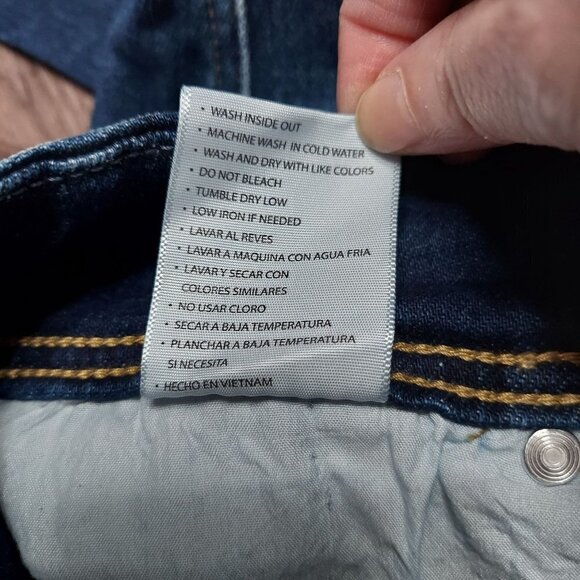 • WASH INSIDE OUT
• MACHINE WASH IN COLD WATER
• WASH AND DRY WITH LIKE COLORS
• DO NOT BLEACH
• TUMBLE DRY LOW
• LOW IRON IF NEEDED
• LAVAR AL REVES
• LAVAR A MAQUINA CON AGUA FRIA
• LAVAR Y SECAR CON
COLORES SIMILARES
• NO USAR CLORO
• SECAR A BAJA TEMPERATURA
• PLANCHAR A BAJA TEMPERATURA
SI NECESITA
• HECHO EN VIETNAM